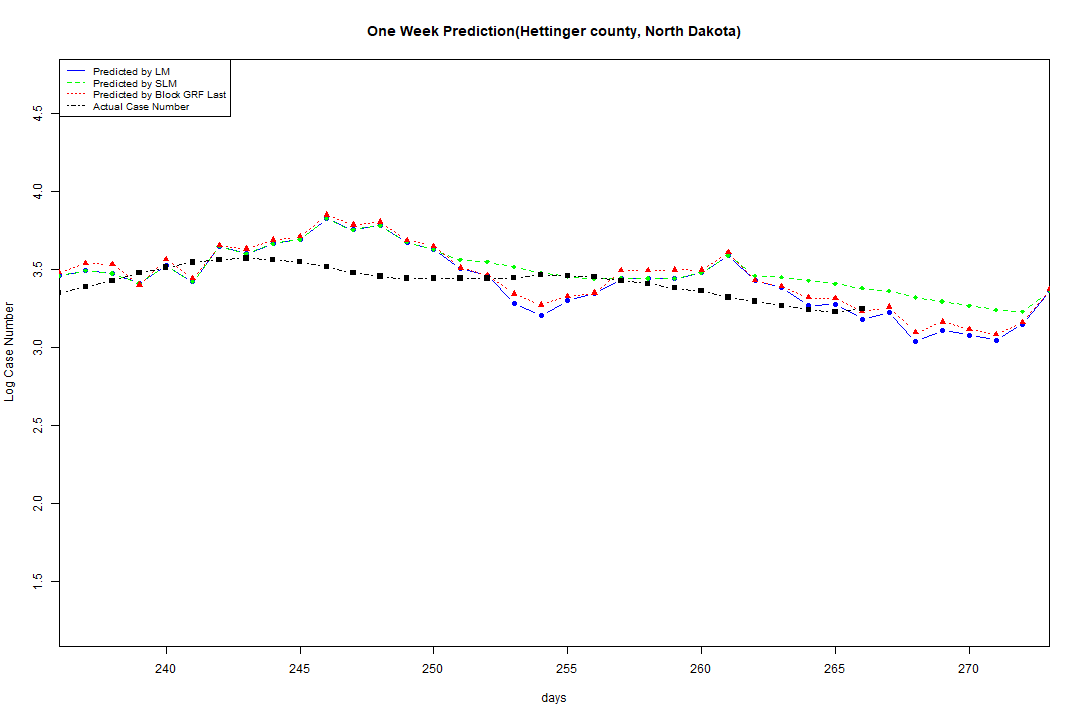 One Week Prediction(Hettinger county, North Dakota)
Predicted by LM
Predicted by SLM
Predicted by Block GRF Last
Actual Case Number
4.5
4.0
3.5
3.0
2.5
2.0
1.5
Log Case Number
240 245 250 255 260 265 270
days